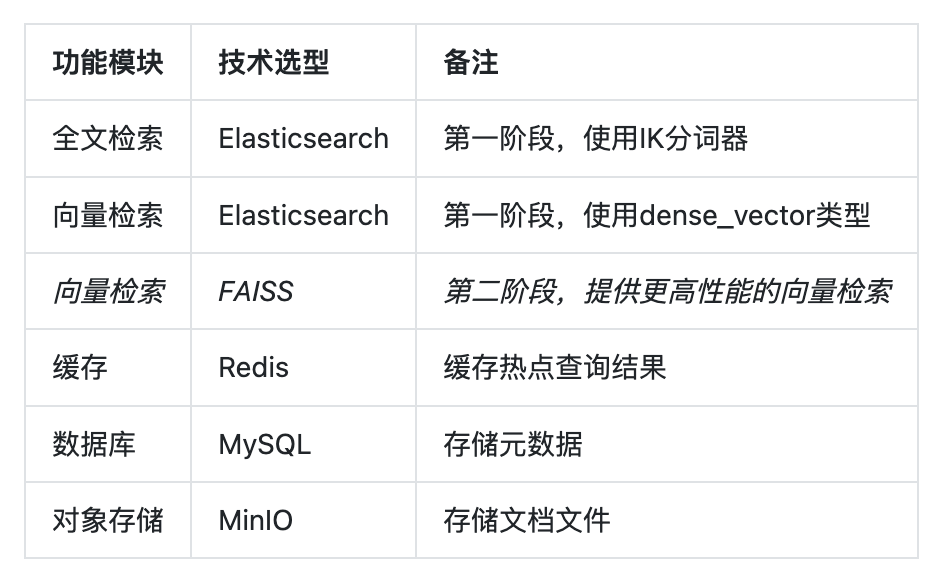 功能模块 技术选型 备注
全文检索 Elasticsearch 第一阶段，使用IK分词器
向量检索 Elasticsearch 第一阶段，使用dense_vector类型
向量检索 FAISS 第二阶段，提供更高性能的向量检索
缓存 Redis 缓存热点查询结果
数据库 MySQL 存储元数据
对象存储 MinIO 存储文档文件